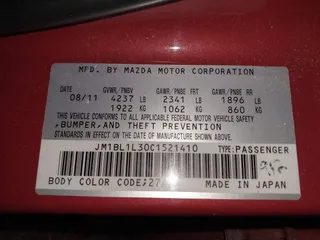 MFD. BY MAZDA MOTOR CORPORATION
DATE GVWR/PNBV GAWR/PNBE FR GAWR/PNBE RR
08/11 4237 LB 2341 LB 1896 LB
1922 KG 1062 KG 860 KG
THIS VEHICLE CONFORMS TO ALL APPLICABLE FEDERAL MOTOR VEHICLE SAFETY
,BUMPER,AND THEFT PREVENTION
STANDARDS IN EFFECT ON THE DATE OF MANUFACTURE SHOWN ABOVE.
JM1BL1L30C1521410 TYPE:PASSENGER
BODY COLOR CODE;27 MADE IN JAPAN